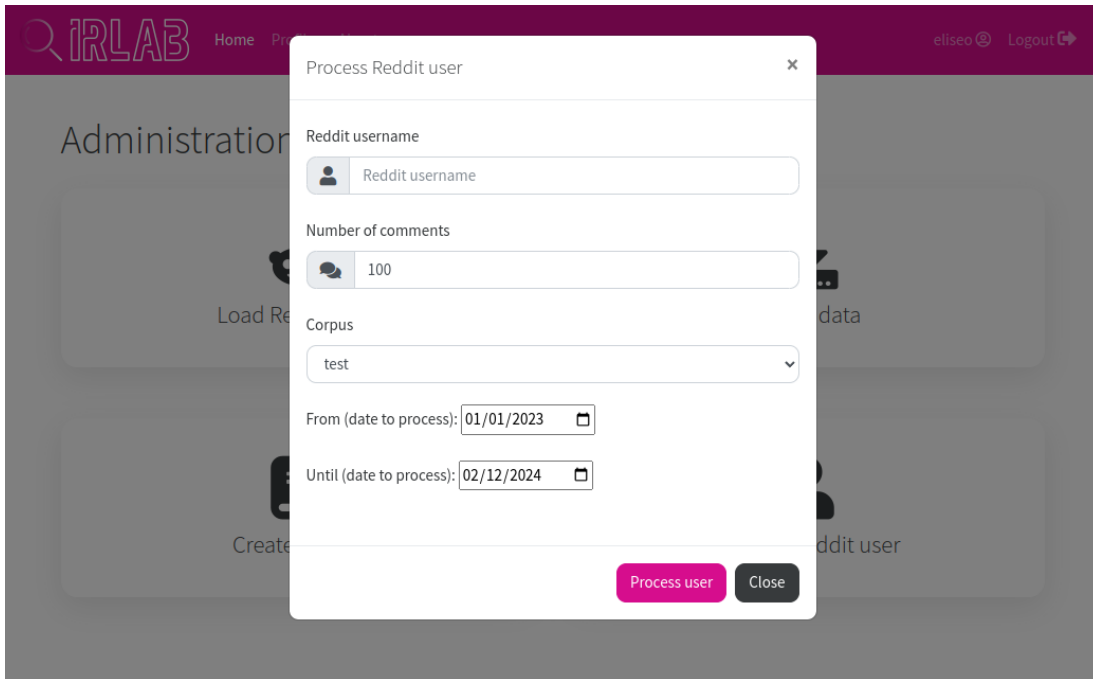 IRLAB
Home
eliseo
Logout
Process Reddit user
×
Administration
Reddit username
Reddit username
Number of comments
100
Load Re
data
Corpus
test
From (date to process): 01/01/2023
Until (date to process): 02/12/2024
Create
ddit user
Process user
Close